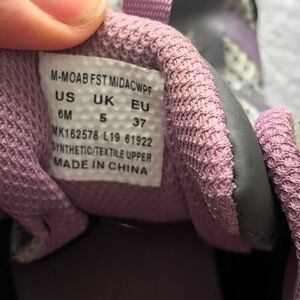 M-MOAB FST MIDACWPF
US UK EU
6M 5 37
MK162578 L19 61922
SYNTHETIC/TEXTILE UPPER
MADE IN CHINA